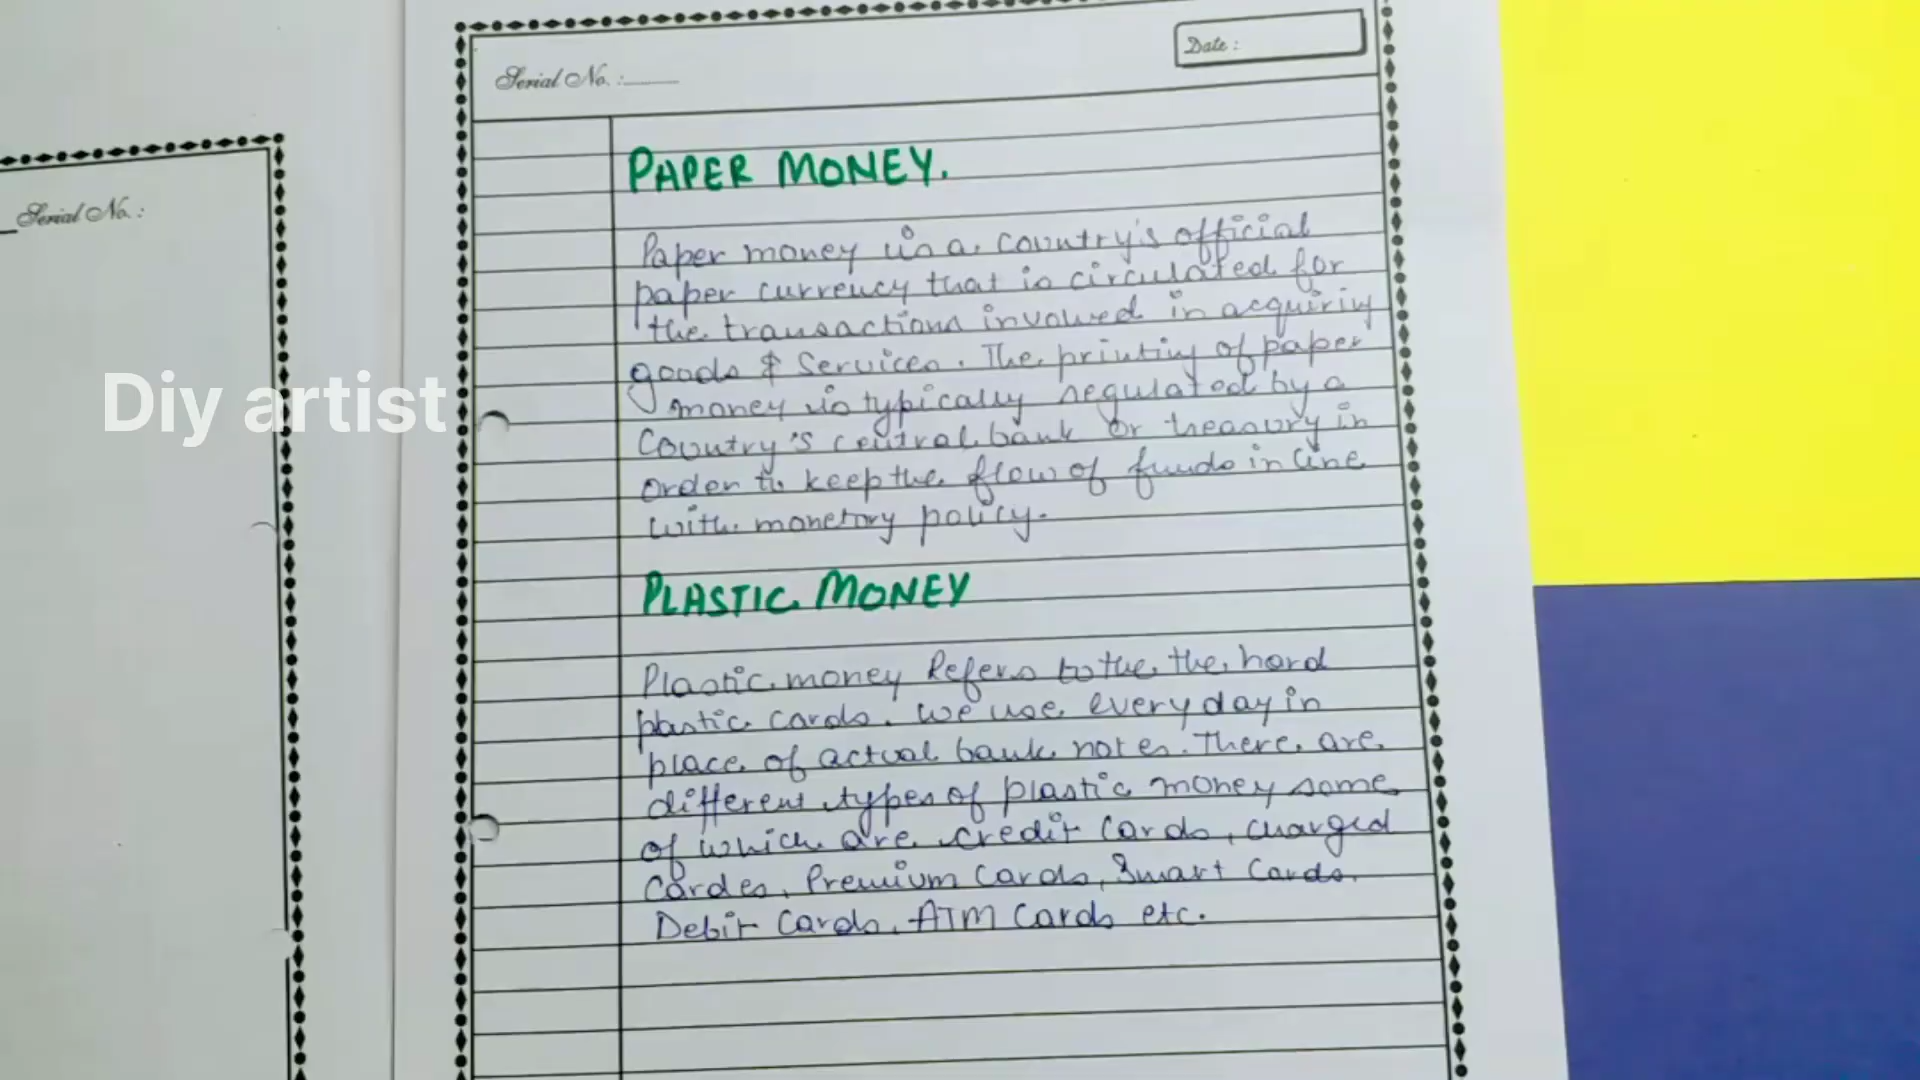 Serial No. :
Date :
Serial No. :
PAPER MONEY.
Paper money is a country's official
paper currency that is circulated for
the transactions involved in acquiring
goods & Services. The printing of paper
money is typically regulated by a
Country's central bank or treasury in
order to keep the flow of funds in line
with monetory policy.
Diy artist
PLASTIC MONEY
Plastic money Refers to the the hard
plastic cards. We use every day in
place of actual bank notes. There are
different types of plastic money some
of which are credit cards, charged
Cardes, Premium Cards, Smart Cards.
Debit Cards, ATM Cards etc.